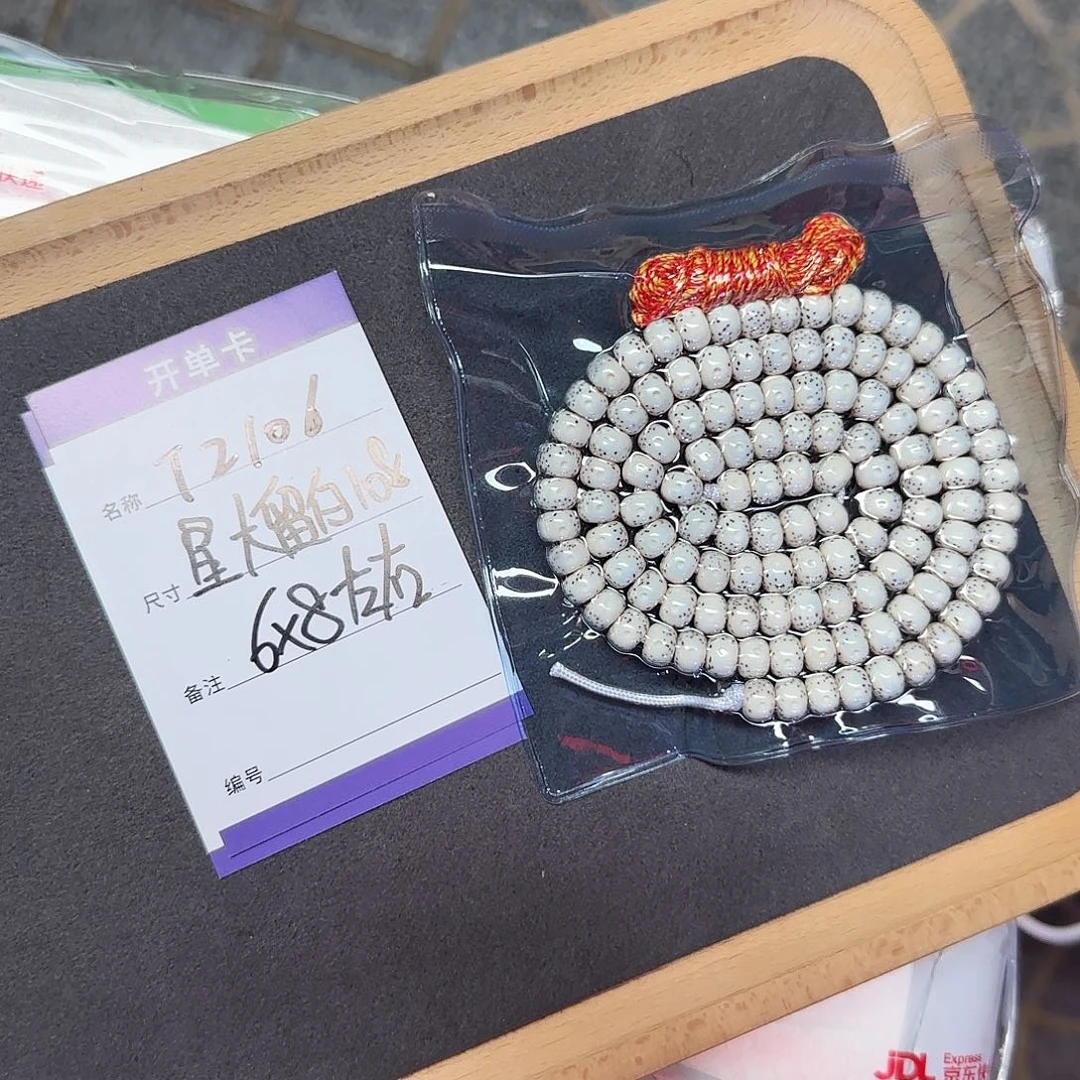 开单卡
名称 T2106
尺寸 星大留白108
备注 6×8左右
编号
JDL
Express